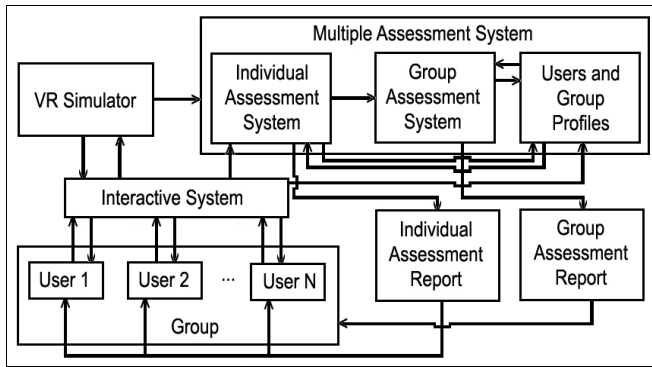 Multiple Assessment System
VR Simulator
Individual
Assessment
System
Group
Assessment
System
Users and
Group
Profiles
Interactive System
Individual
Assessment
Report
Group
Assessment
Report
User 1
User 2
...
User N
Group